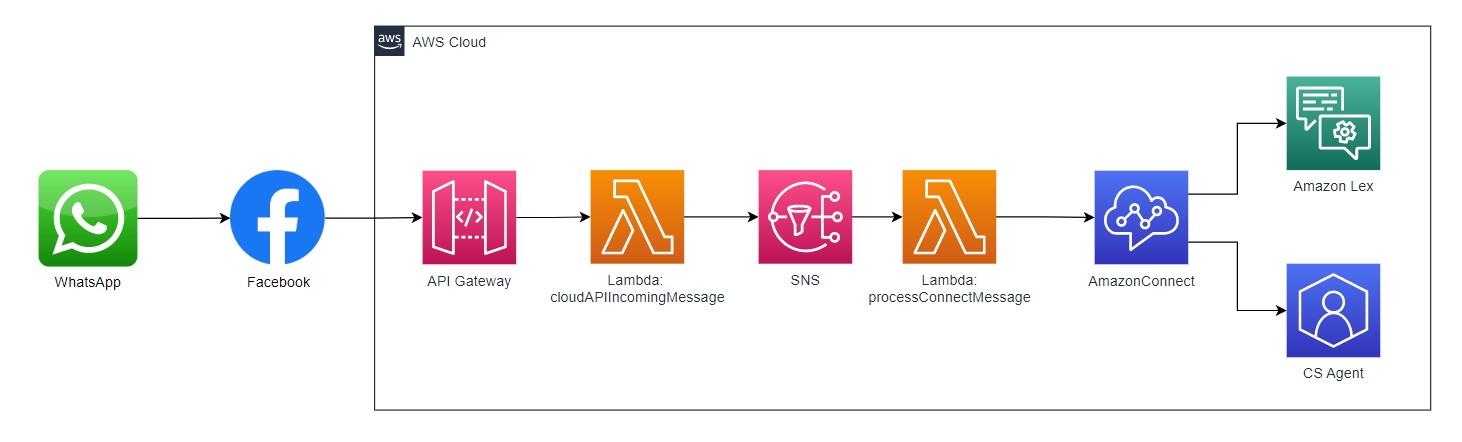 aws
AWS Cloud
Amazon Lex
WhatsApp
Facebook
</>
API Gateway
Lambda:
cloudAPIIncomingMessage
SNS
Lambda:
processConnectMessage
AmazonConnect
CS Agent